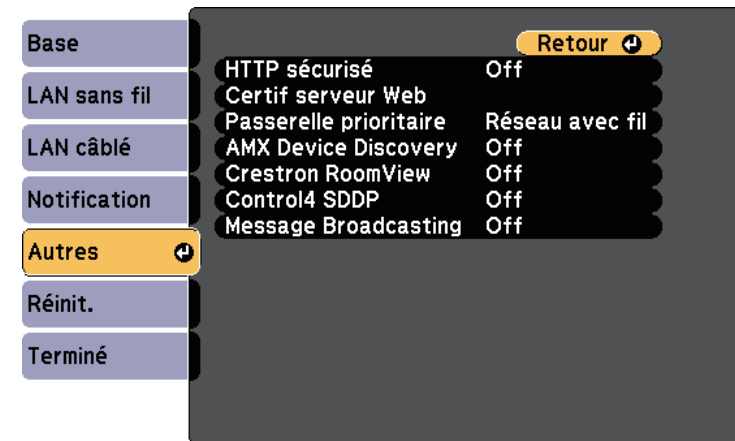 Base
LAN sans fil
LAN câblé
Notification
Autres
Réinit.
Terminé
Retour
HTTP sécurisé Off
Certif serveur Web
Passerelle prioritaire Réseau avec fil
AMX Device Discovery Off
Crestron RoomView Off
Control4 SDDP Off
Message Broadcasting Off